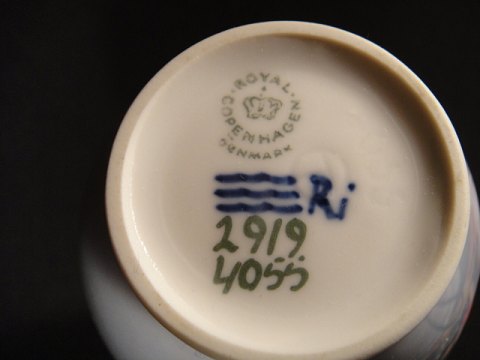 ROYAL
COPENHAGEN
DENMARK
Ri
2919
4055